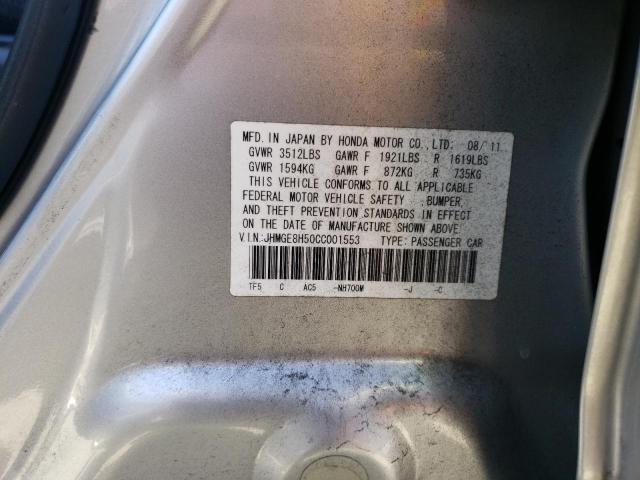 MFD. IN JAPAN BY HONDA MOTOR CO., LTD. 08/11
GVWR 3512LBS GAWR F 1921LBS R 1619LBS
GVWR 1594KG GAWR F 872KG R 735KG
THIS VEHICLE CONFORMS TO ALL APPLICABLE
FEDERAL MOTOR VEHICLE SAFETY , BUMPER,
AND THEFT PREVENTION STANDARDS IN EFFECT
ON THE DATE OF MANUFACTURE SHOWN ABOVE.
V.I.N.:JHMGE8H50CC001553 TYPE: PASSENGER CAR
TF5 C AC5 -NH700M -J -C